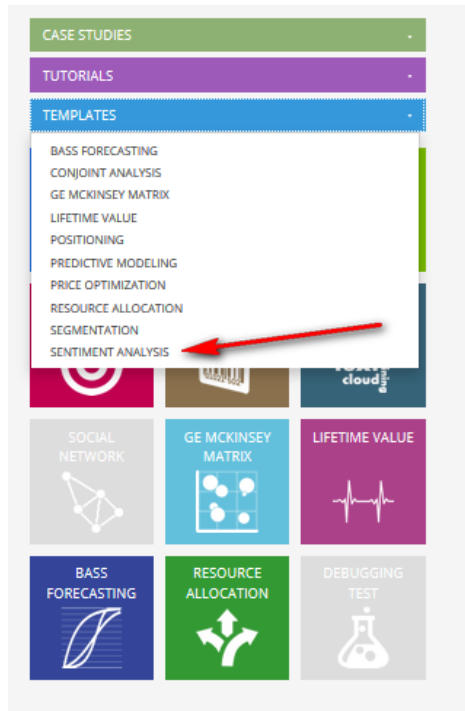 CASE STUDIES
TUTORIALS
TEMPLATES
BASS FORECASTING
CONJOINT ANALYSIS
GE MCKINSEY MATRIX
LIFETIME VALUE
POSITIONING
PREDICTIVE MODELING
PRICE OPTIMIZATION
RESOURCE ALLOCATION
SEGMENTATION
SENTIMENT ANALYSIS
cloud
SOCIAL
NETWORK
GE MCKINSEY
MATRIX
LIFETIME VALUE
BASS
FORECASTING
RESOURCE
ALLOCATION
DEBUGGING
TEST